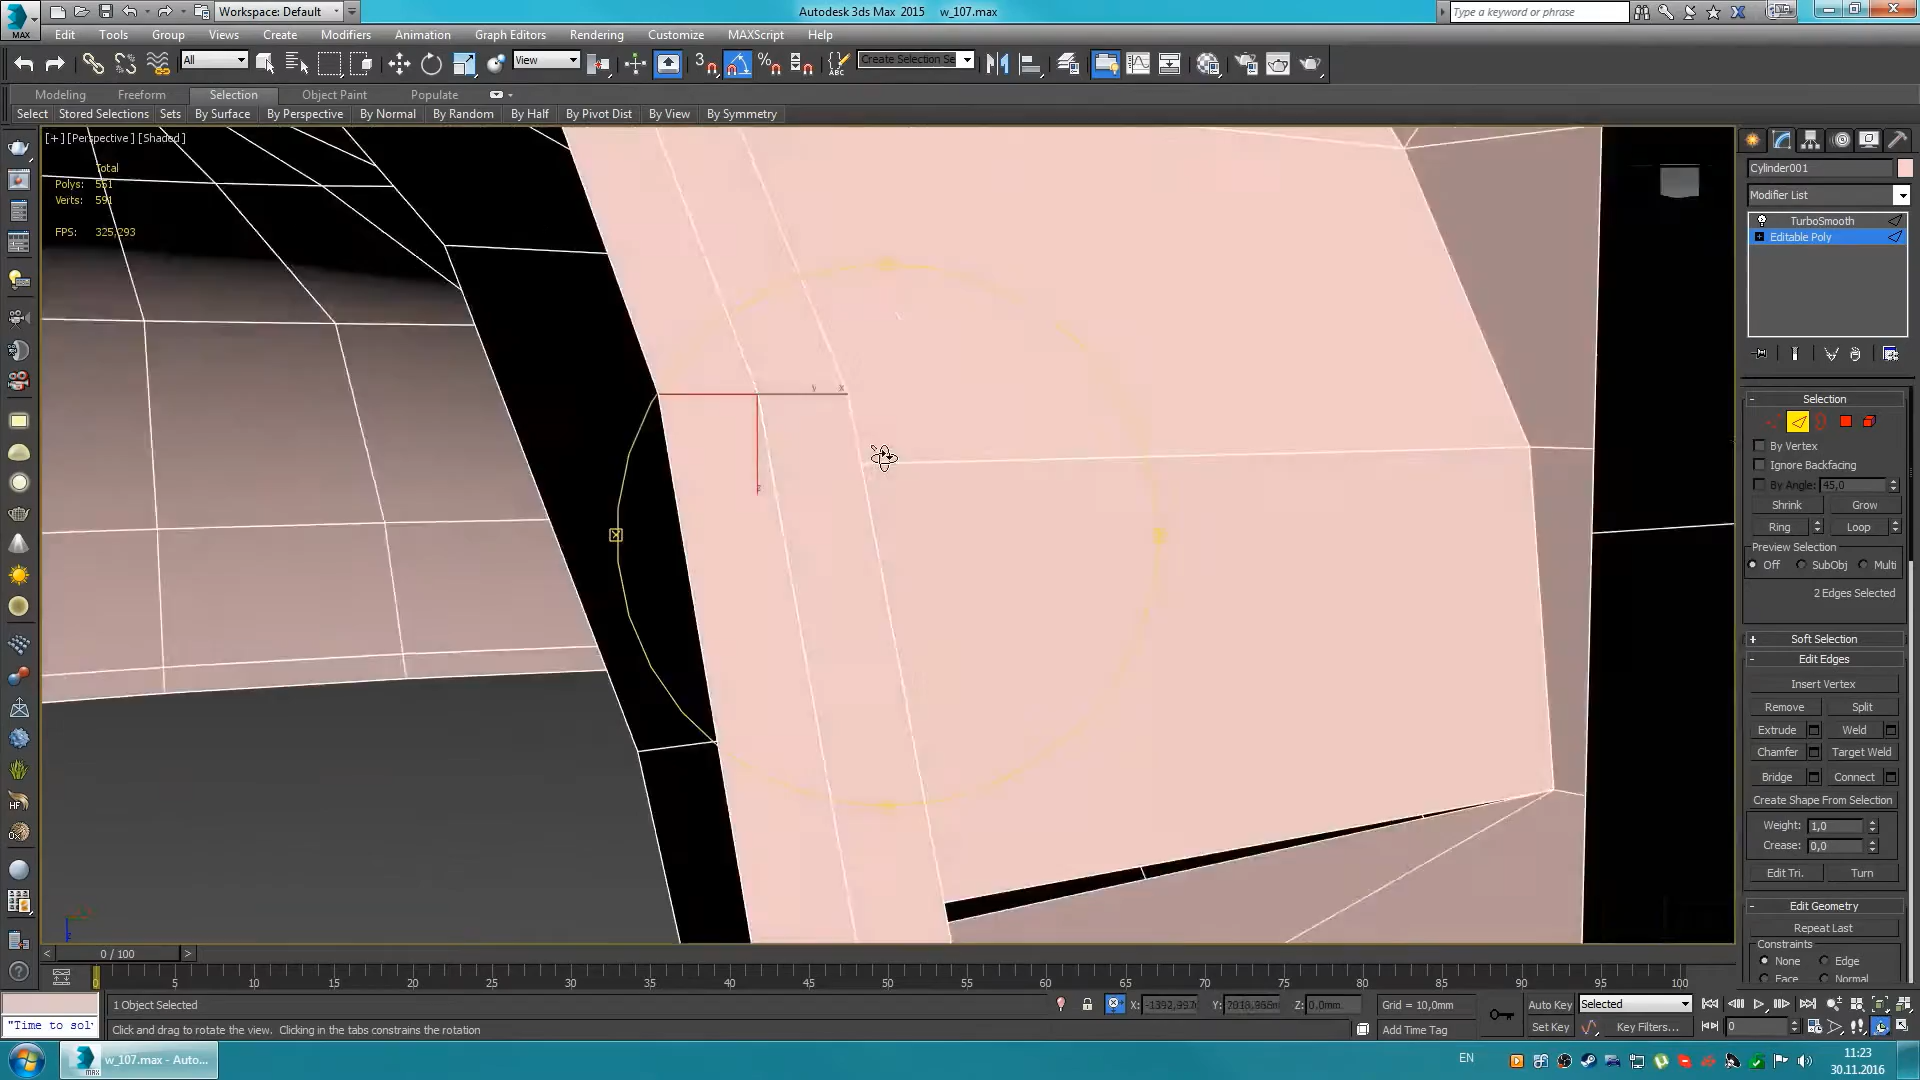 Workspace: Default
Autodesk 3ds Max 2015    w_107.max
Type a keyword or phrase
MAX
Edit Tools Group Views Create Modifiers Animation Graph Editors Rendering Customize MAXScript Help
All View Create Selection Se
Modeling Freeform Selection Object Paint Populate
Select Stored Selections Sets By Surface By Perspective By Normal By Random By Half By Pivot Dist By View By Symmetry
[+] [Perspective] [Shaded]
Total
Polys: 551
Verts: 591
FPS: 325,293
y x
z
Cylinder001
Modifier List
TurboSmooth
Editable Poly
Selection
By Vertex
Ignore Backfacing
By Angle: 45,0
Shrink Grow
Ring Loop
Preview Selection
Off SubObj Multi
2 Edges Selected
Soft Selection
Edit Edges
Insert Vertex
Remove Split
Extrude Weld
Chamfer Target Weld
Bridge Connect
Create Shape From Selection
Weight: 1,0
Crease: 0,0
Edit Tri. Turn
Edit Geometry
Repeat Last
Constraints
None Edge
Face Normal
HF
0 / 100
0 5 10 15 20 25 30 35 40 45 50 55 60 65 70 75 80 85 90 95 100
1 Object Selected
X: Y: Z: 0,0mm
Grid = 10,0mm
Auto Key Selected
"Time to sol
Click and drag to rotate the view. Clicking in the tabs constrains the rotation
Add Time Tag
Set Key Key Filters... 0
w_107.max - Auto...
EN
11:23
30.11.2016